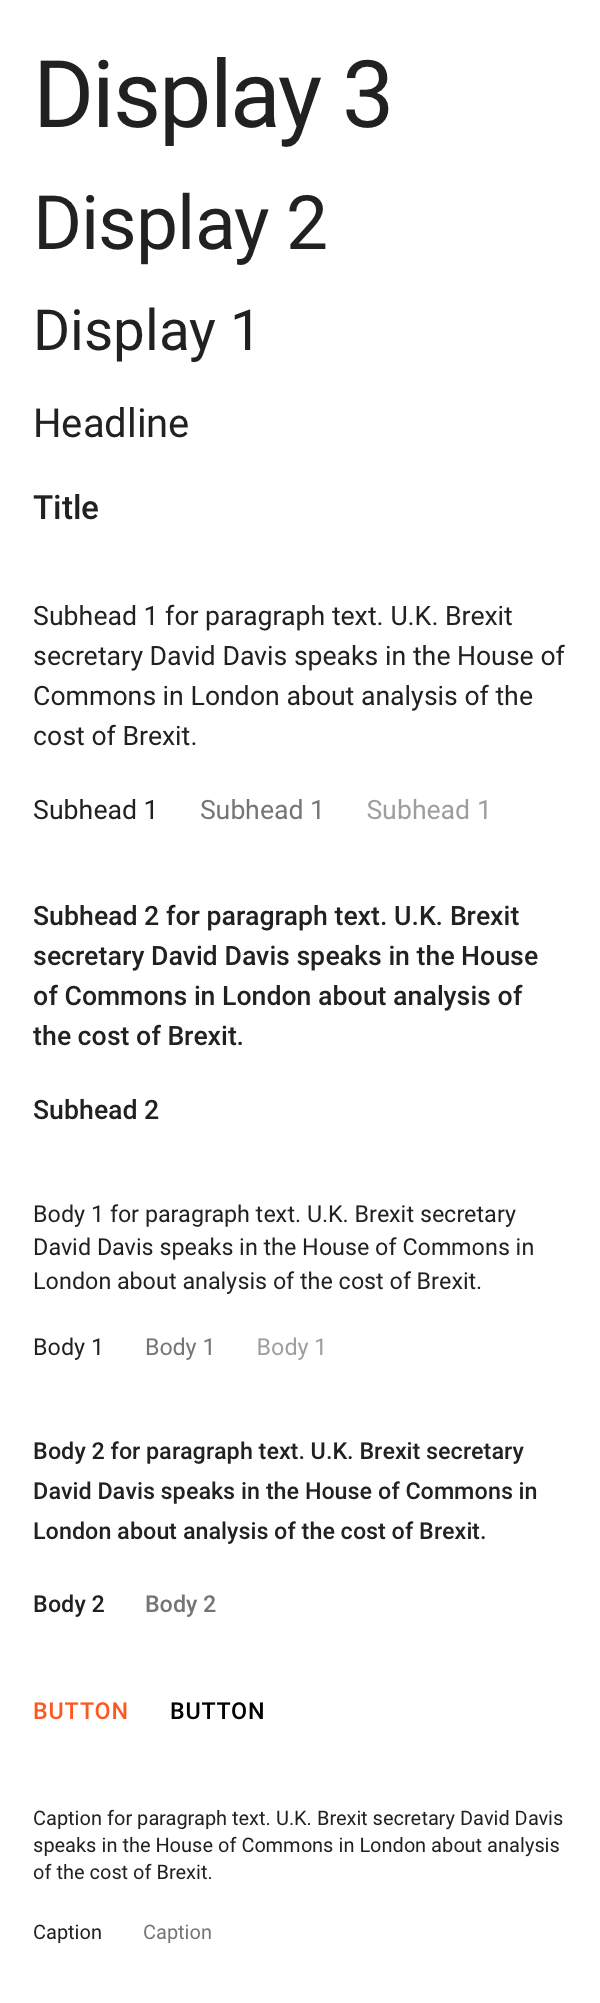 Display 3
Display 2
Display 1
Headline
Title
Subhead 1 for paragraph text. U.K. Brexit
secretary David Davis speaks in the House of
Commons in London about analysis of the
cost of Brexit.
Subhead 1 Subhead 1 Subhead 1
Subhead 2 for paragraph text. U.K. Brexit
secretary David Davis speaks in the House
of Commons in London about analysis of
the cost of Brexit.
Subhead 2
Body 1 for paragraph text. U.K. Brexit secretary
David Davis speaks in the House of Commons in
London about analysis of the cost of Brexit.
Body 1 Body 1 Body 1
Body 2 for paragraph text. U.K. Brexit secretary
David Davis speaks in the House of Commons in
London about analysis of the cost of Brexit.
Body 2 Body 2
BUTTON BUTTON
Caption for paragraph text. U.K. Brexit secretary David Davis
speaks in the House of Commons in London about analysis
of the cost of Brexit.
Caption Caption